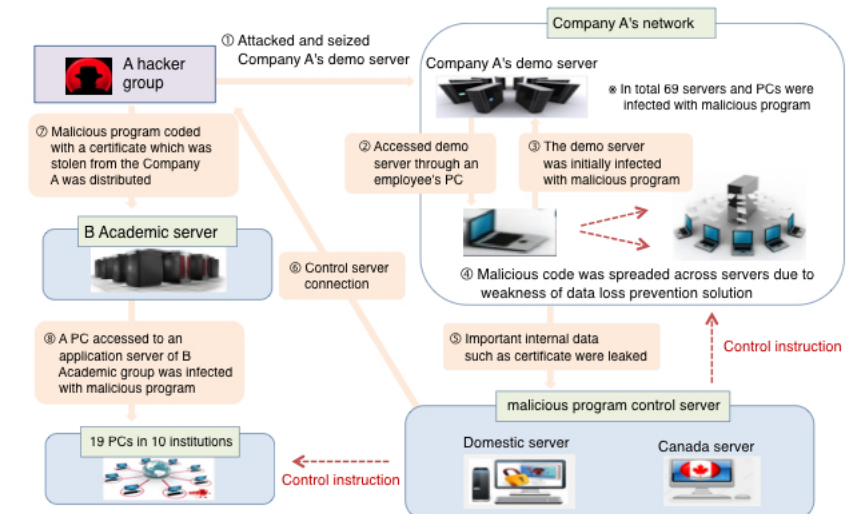 Company A's network
① Attacked and seized
Company A's demo server
A hacker
group
Company A's demo server
※ In total 69 servers and PCs were
infected with malicious program
⑦ Malicious program coded
with a certificate which was
stolen from the Company
A was distributed
② Accessed demo
server through an
employee's PC
③ The demo server
was initially infected
with malicious program
B Academic server
⑥ Control server
connection
④ Malicious code was spreaded across servers due to
weakness of data loss prevention solution
⑧ A PC accessed to an
application server of B
Academic group was infected
with malicious program
⑤ Important internal data
such as certificate were leaked
Control instruction
malicious program control server
19 PCs in 10 institutions
Domestic server
Canada server
Control instruction